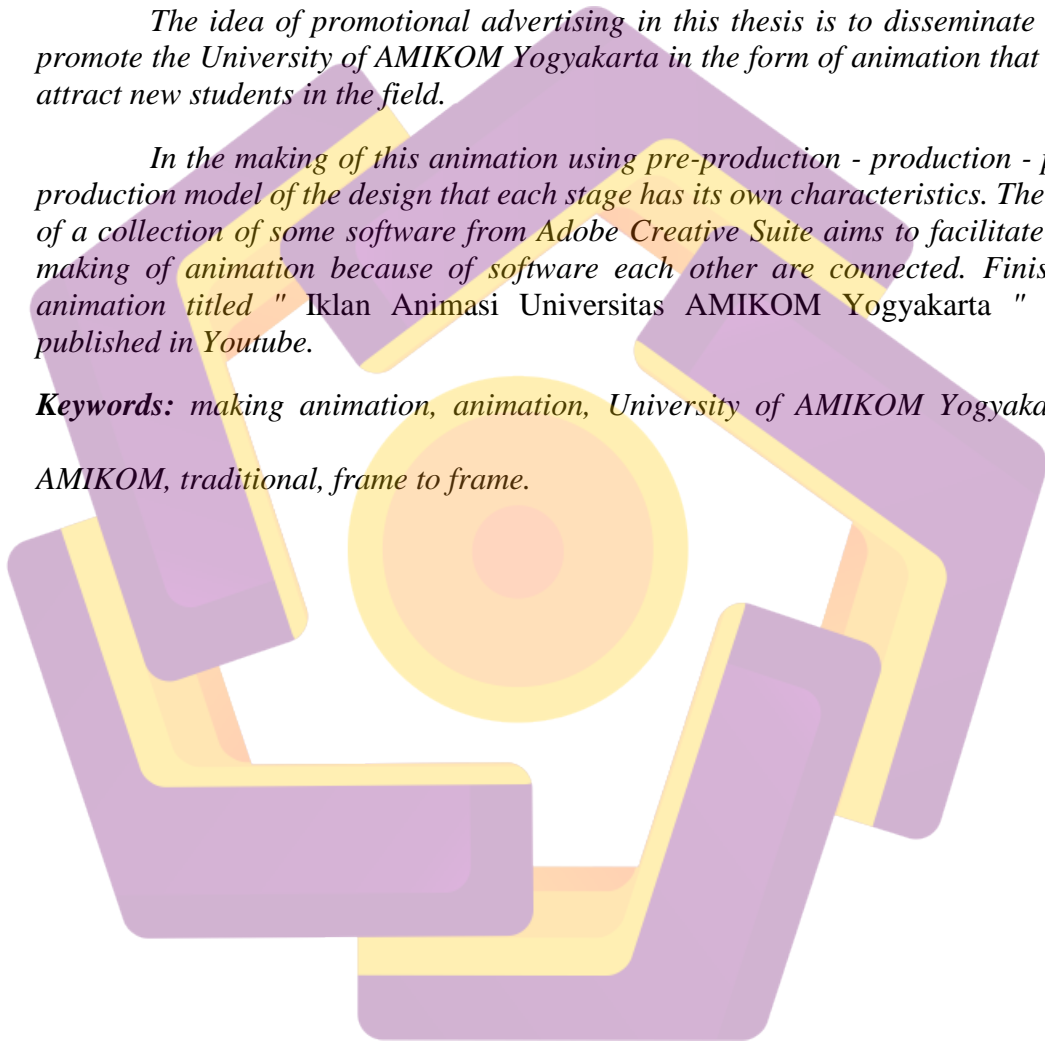 The idea of promotional advertising in this thesis is to disseminate
promote the University of AMIKOM Yogyakarta in the form of animation that
attract new students in the field.
In the making of this animation using pre-production - production -
production model of the design that each stage has its own characteristics. The
of a collection of some software from Adobe Creative Suite aims to facilitate
making of animation because of software each other are connected. Finis
animation titled " Iklan Animasi Universitas AMIKOM Yogyakarta "
published in Youtube.
Keywords: making animation, animation, University of AMIKOM Yogyaka
AMIKOM, traditional, frame to frame.